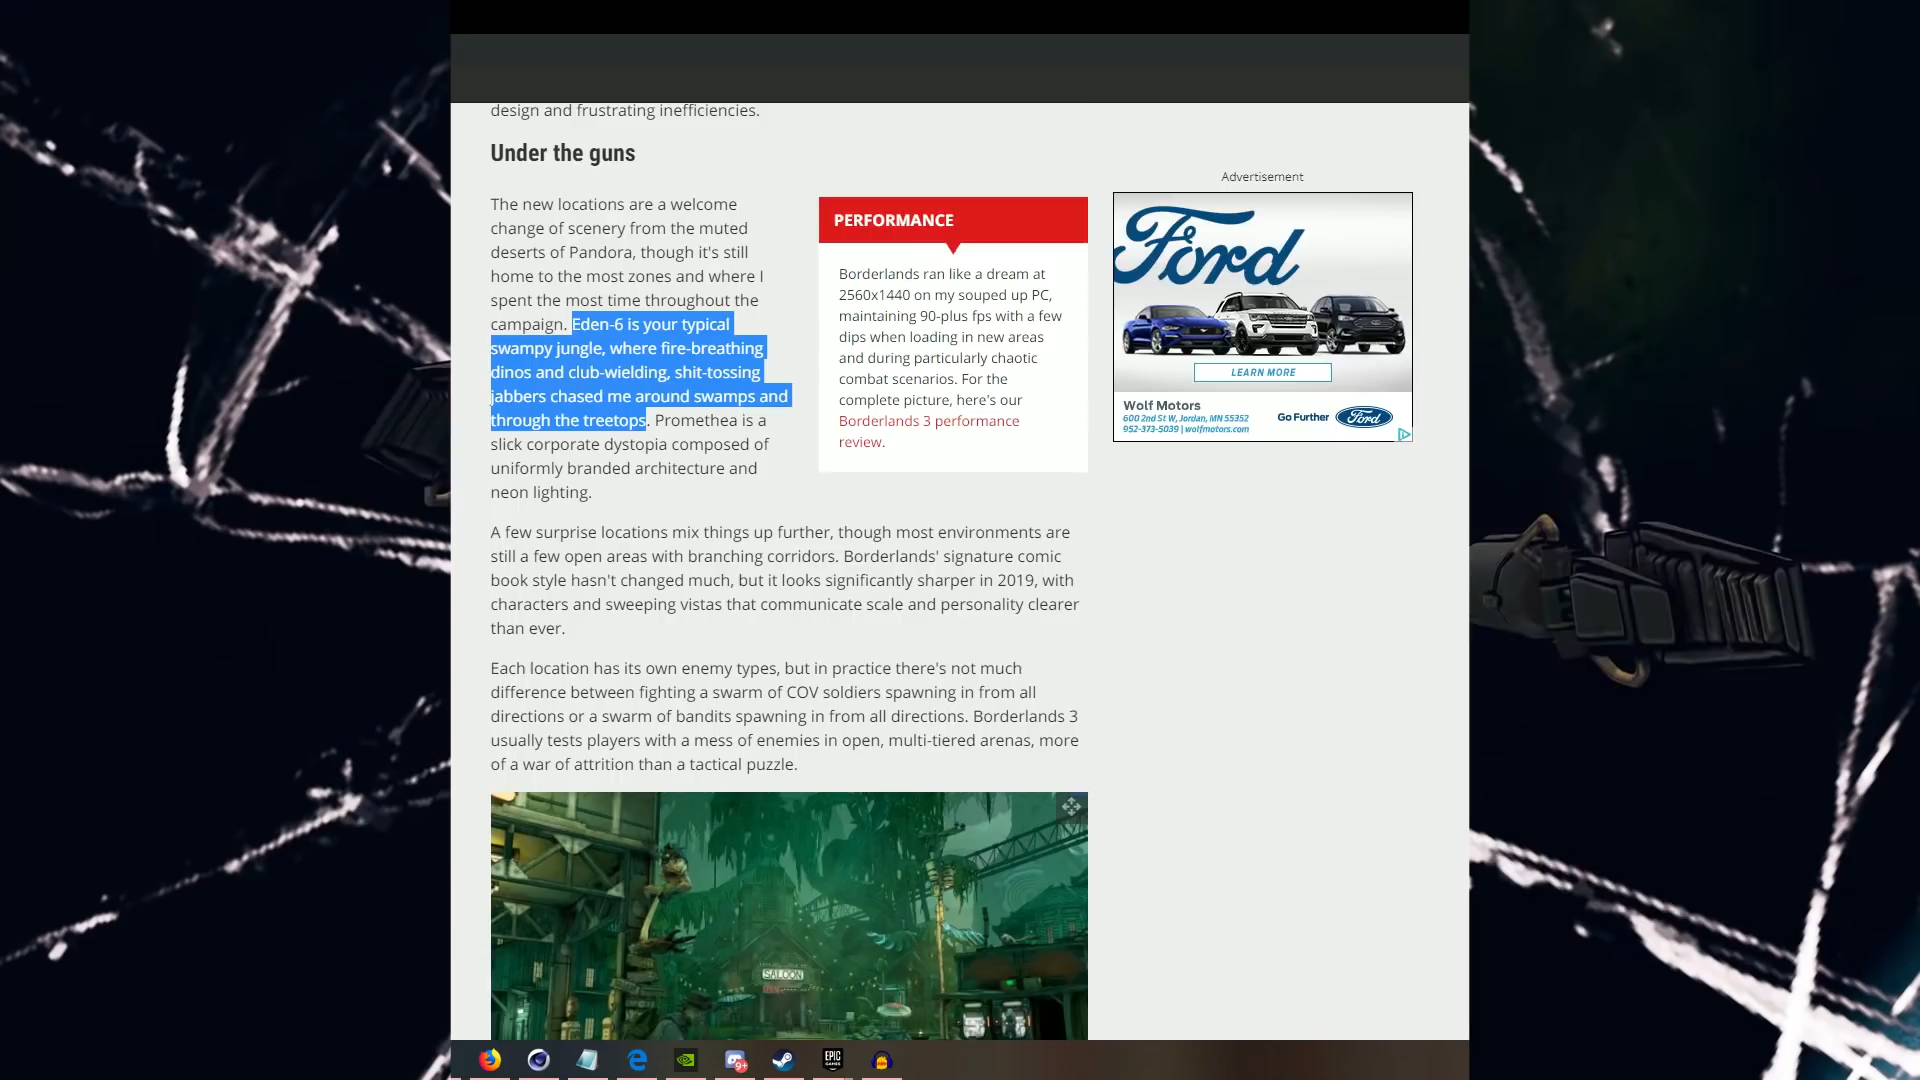 design and frustrating inefficiencies.
Under the guns
The new locations are a welcome
change of scenery from the muted
deserts of Pandora, though it's still
home to the most zones and where I
spent the most time throughout the
campaign. Eden-6 is your typical
swampy jungle, where fire-breathing
dinos and club-wielding, shit-tossing
jabbers chased me around swamps and
through the treetops. Promethea is a
slick corporate dystopia composed of
uniformly branded architecture and
neon lighting.
PERFORMANCE
Borderlands ran like a dream at
2560x1440 on my souped up PC,
maintaining 90-plus fps with a few
dips when loading in new areas
and during particularly chaotic
combat scenarios. For the
complete picture, here's our
Borderlands 3 performance
review.
Advertisement
Ford
LEARN MORE
Wolf Motors
600 2nd St W, Jordan, MN 55352
952-373-5039 | wolfmotors.com
Go Further
Ford
A few surprise locations mix things up further, though most environments are
still a few open areas with branching corridors. Borderlands' signature comic
book style hasn't changed much, but it looks significantly sharper in 2019, with
characters and sweeping vistas that communicate scale and personality clearer
than ever.
Each location has its own enemy types, but in practice there's not much
difference between fighting a swarm of COV soldiers spawning in from all
directions or a swarm of bandits spawning in from all directions. Borderlands 3
usually tests players with a mess of enemies in open, multi-tiered arenas, more
of a war of attrition than a tactical puzzle.
SALOON
9+
EPIC
GAMES